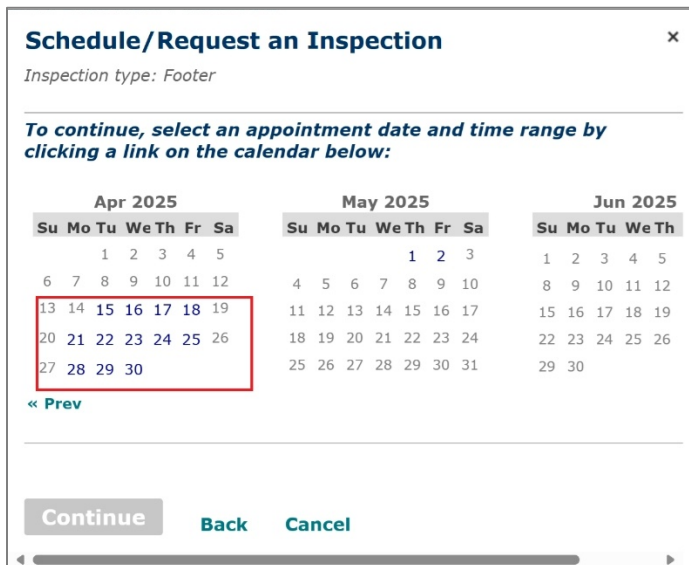 Schedule/Request an Inspection
×
Inspection type: Footer
To continue, select an appointment date and time range by
clicking a link on the calendar below:
Apr 2025
Su Mo Tu We Th Fr Sa
1 2 3 4 5
6 7 8 9 10 11 12
13 14 15 16 17 18 19
20 21 22 23 24 25 26
27 28 29 30
May 2025
Su Mo Tu We Th Fr Sa
1 2 3
4 5 6 7 8 9 10
11 12 13 14 15 16 17
18 19 20 21 22 23 24
25 26 27 28 29 30 31
Jun 2025
Su Mo Tu We Th
1 2 3 4 5
8 9 10 11 12
15 16 17 18 19
22 23 24 25 26
29 30
« Prev
Continue Back Cancel